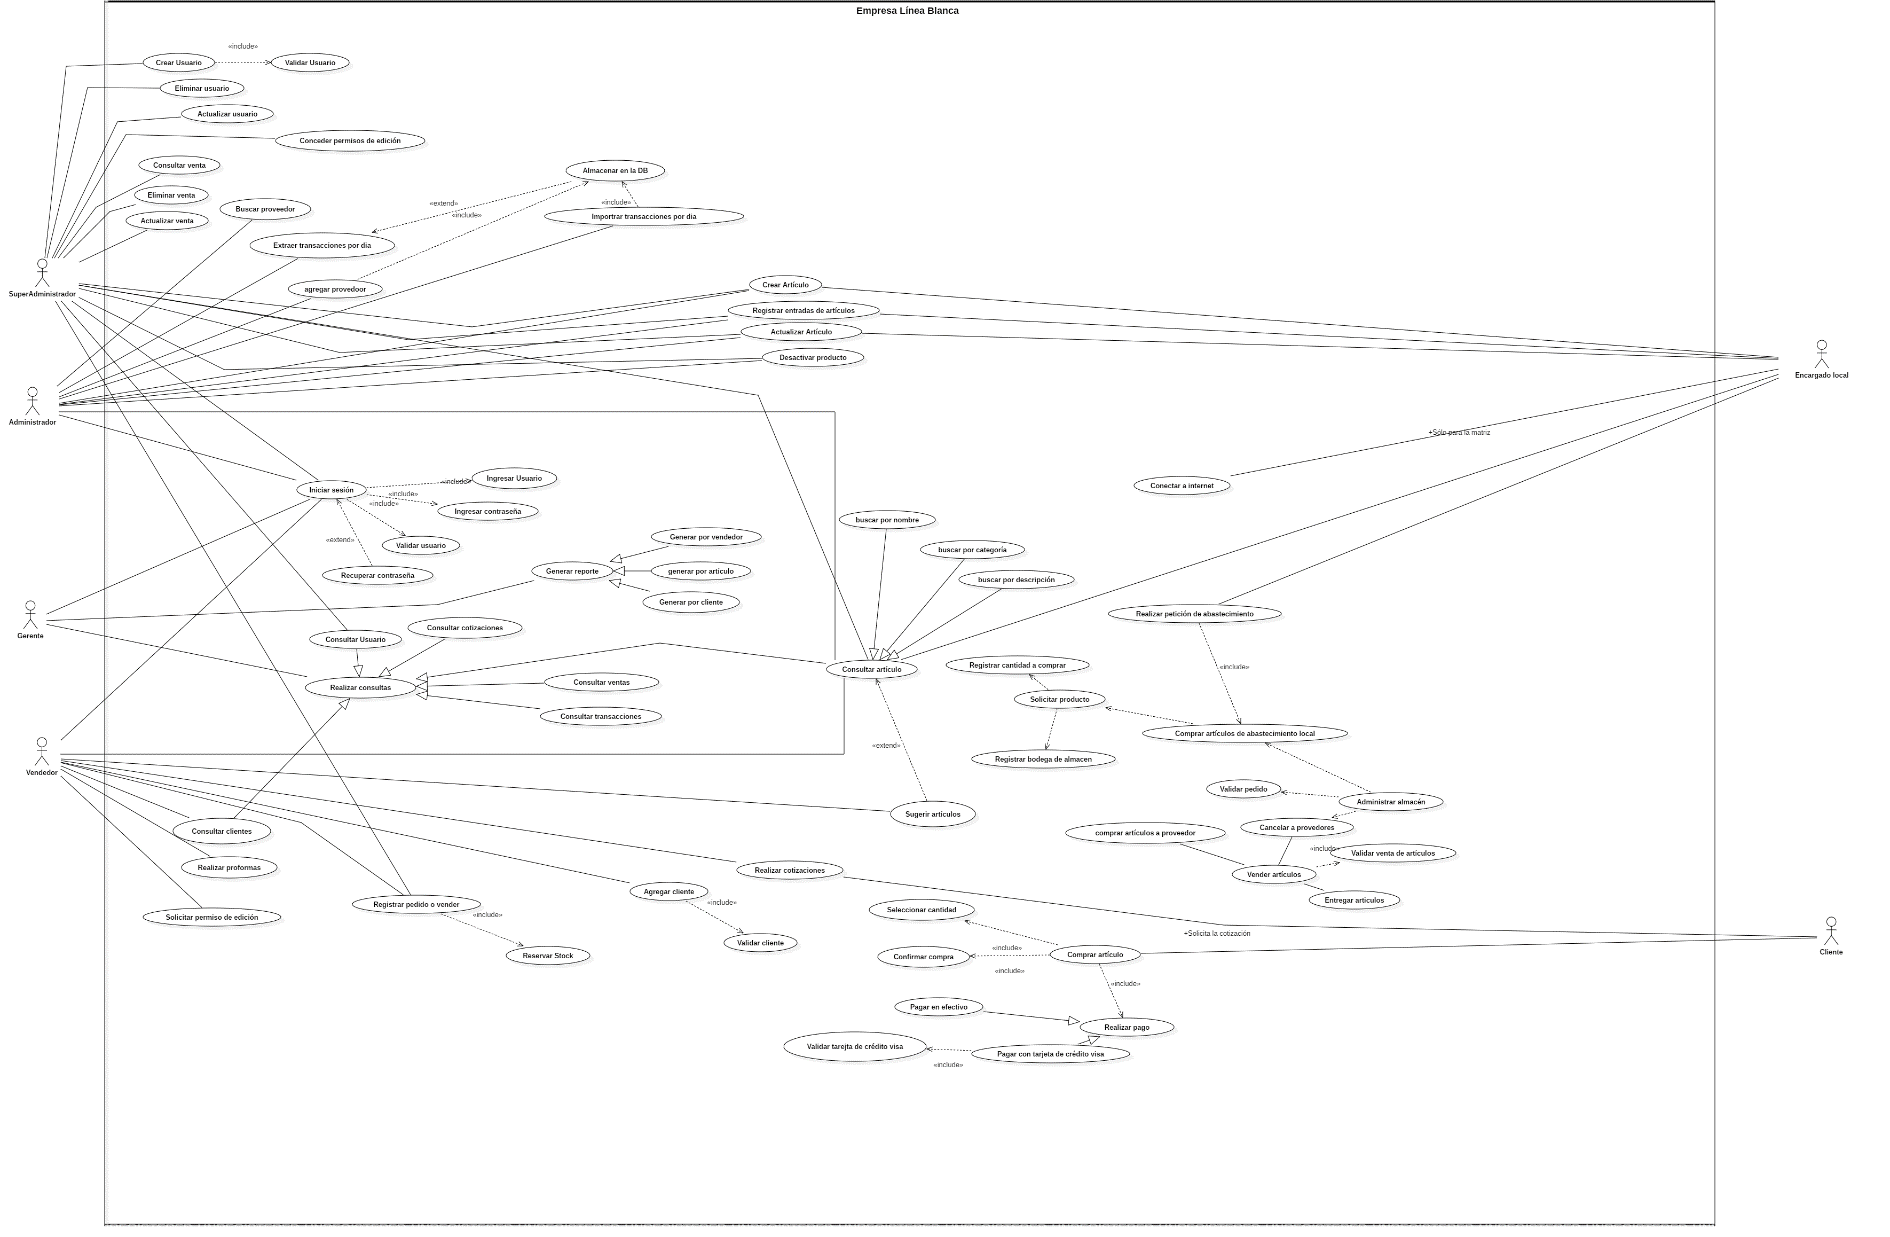 Empresa Línea Blanca
«include»
Crear Usuario
Validar Usuario
Eliminar usuario
Actualizar usuario
Conceder permisos de edición
Consultar venta
Almacenar en la DB
Eliminar venta
«extend»
«include»
Buscar proveedor
«include»
Importrar transacciones por dia
Actualizar venta
Extraer transacciones por dia
SuperAdministrador
agregar provedoor
Crear Artículo
Registrar entradas de artículos
Actualizar Artículo
Desactivar producto
Encargado local
Administrador
+Sólo para la matriz
Iniciar sesión
«include»
Ingresar Usuario
«include»
«include»
Ingresar contraseña
Conectar a internet
«extend»
Validar usuario
Recuperar contraseña
buscar por nombre
Generar por vendedor
buscar por categoría
Generar reporte
generar por artículo
buscar por descripción
Generar por cliente
Gerente
Realizar petición de abastecimiento
Consultar Usuario
Consultar cotizaciones
Consultar artículo
Registrar cantidad a comprar
«include»
Realizar consultas
Consultar ventas
Solicitar producto
Consultar transacciones
Comprar artículos de abastecimiento local
«extend»
Registrar bodega de almacen
Vendedor
Validar pedido
Administrar almacén
Sugerir artículos
Consultar clientes
comprar artículos a proveedor
Cancelar a provedores
«include»
Validar venta de artículos
Realizar proformas
Realizar cotizaciones
Vender artículos
Agregar cliente
Entregar artículos
Registrar pedido o vender
«include»
Seleccionar cantidad
Solicitar permiso de edición
«include»
+Solicita la cotización
Validar cliente
Reservar Stock
«include»
Confirmar compra
Comprar artículo
Cliente
«include»
«include»
Pagar en efectivo
Realizar pago
Validar tarejta de crédito visa
Pagar con tarjeta de crédito visa
«include»